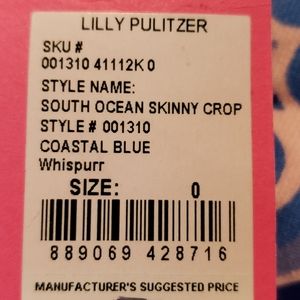 LILLY PULITZER
SKU #
001310 41112K 0
STYLE NAME:
SOUTH OCEAN SKINNY CROP
STYLE # 001310
COASTAL BLUE
Whispurr
SIZE: 0
889069 428716
MANUFACTURER'S SUGGESTED PRICE